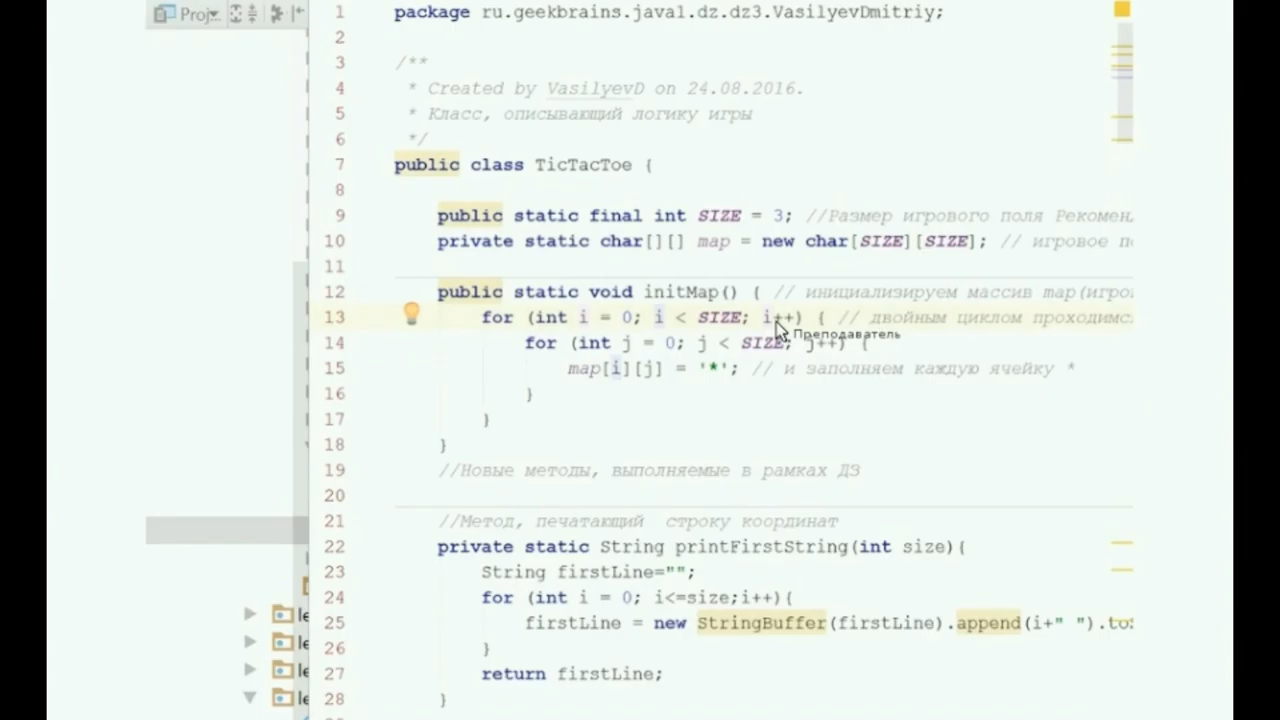 Proj
1 package ru.geekbrains.java1.dz.dz3.VasilyevDmitriy;
2
3 /**
4 * Created by VasilyevD on 24.08.2016.
5 * Класс, описывающий логику игры
6 */
7 public class TicTacToe {
8
9 public static final int SIZE = 3; //Размер игрового поля
10 private static char[][] map = new char[SIZE][SIZE]; // игровое
11
12 public static void initMap() { // инициализируем массив map
13 for (int i = 0; i < SIZE; i++) { // двойным циклом
Преподаватель
14 for (int j = 0; j < SIZE; j++) {
15 map[i][j] = '*'; // и заполняем каждую ячейку *
16 }
17 }
18 }
19 //Новые методы, выполняемые в рамках ДЗ
20
21 //Метод, печатающий строку координат
22 private static String printFirstString(int size){
23 String firstLine="";
24 for (int i = 0; i<=size;i++){
25 firstLine = new StringBuffer(firstLine).append(i+" ").
26 }
27 return firstLine;
28 }
le
le
le
le